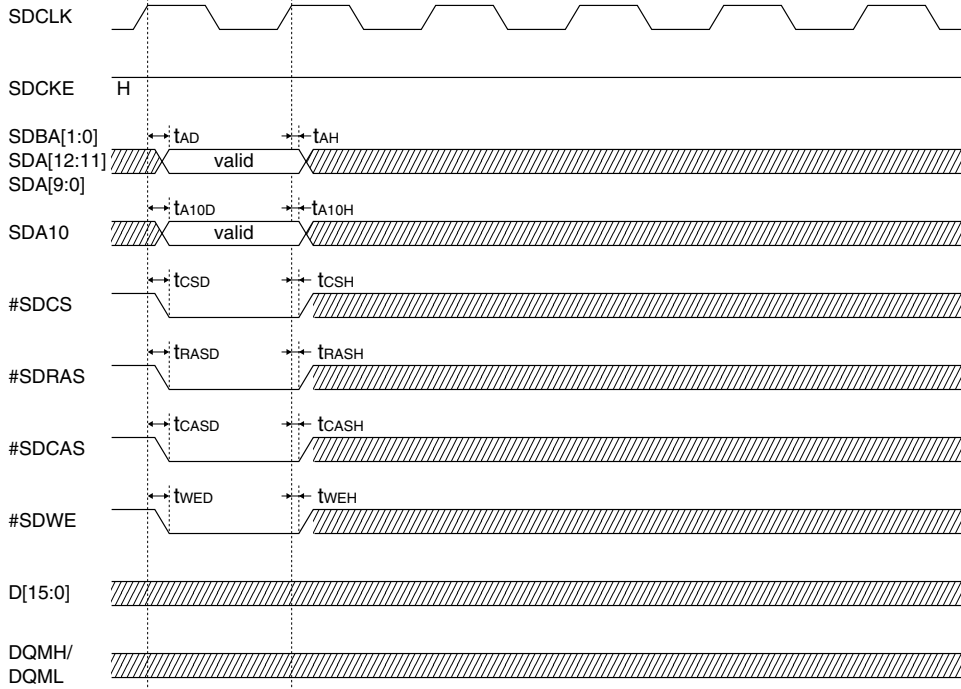 SDCLK
SDCKE H
SDBA[1:0]
SDA[12:11]
SDA[9:0]
tAD tAH
valid
SDA10
tA10D tA10H
valid
#SDCS
tCSD tCSH
#SDRAS
tRASD tRASH
#SDCAS
tCASD tCASH
#SDWE
tWED tWEH
D[15:0]
DQMH/
DQML